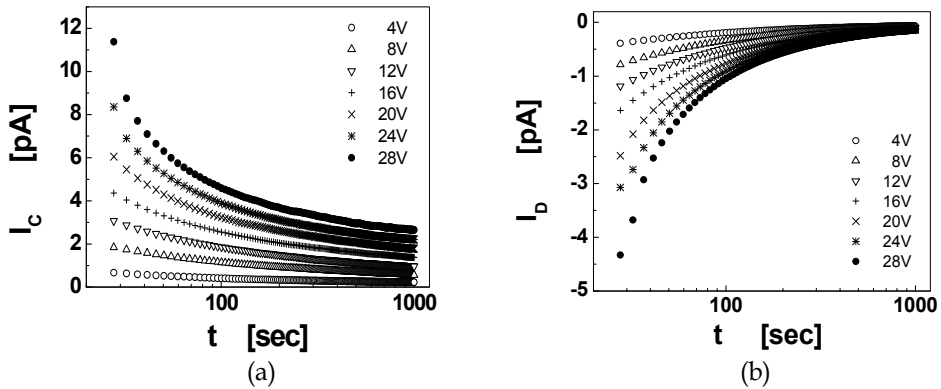 12
10
8
6
4
2
0
I_C [pA]
4V
8V
12V
16V
20V
24V
28V
100
1000
t [sec]
(a)
0
-1
-2
-3
-4
-5
I_D [pA]
4V
8V
12V
16V
20V
24V
28V
100
1000
t [sec]
(b)